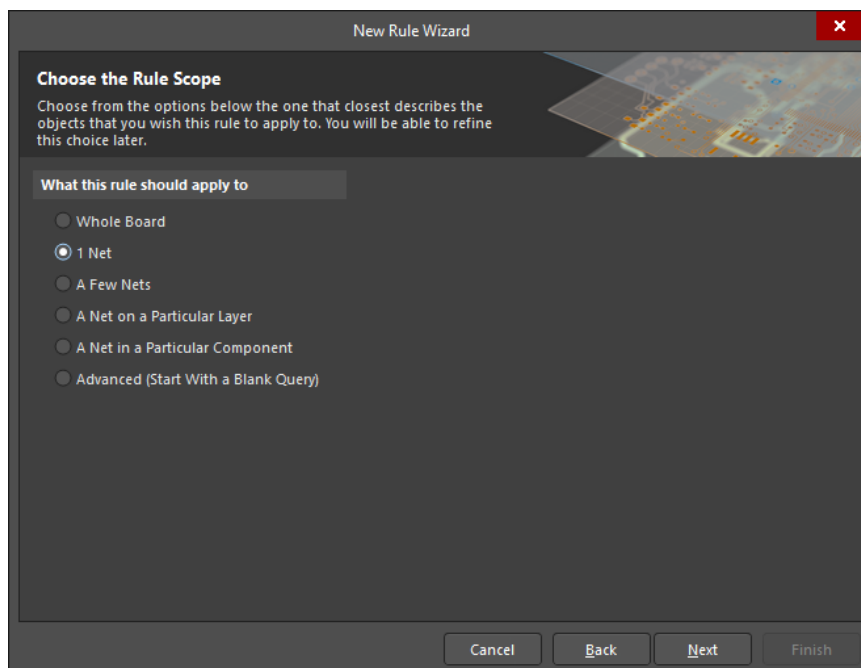 New Rule Wizard
Choose the Rule Scope
Choose from the options below the one that closest describes the
objects that you wish this rule to apply to. You will be able to refine
this choice later.
What this rule should apply to
Whole Board
1 Net
A Few Nets
A Net on a Particular Layer
A Net in a Particular Component
Advanced (Start With a Blank Query)
Cancel Back Next Finish